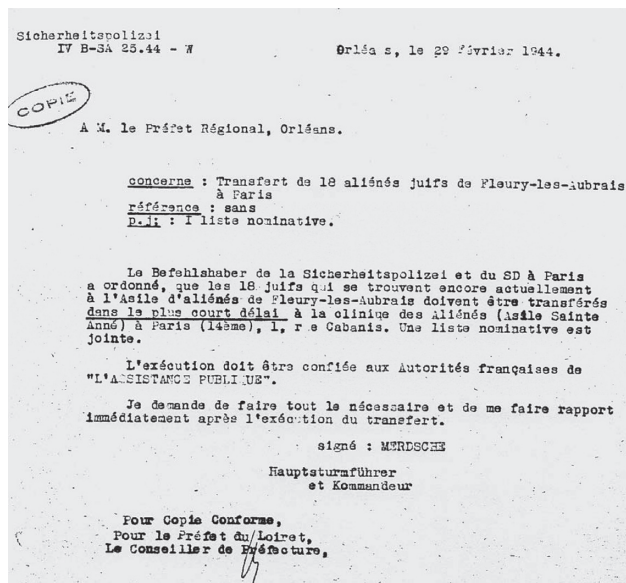 Sicherheitspolizei
IV B-SA 25.44 - W
Orléa s, le 29 Février 1944.
COPIE
A M. le Préfet Régional, Orléans.
concerne : Transfert de 18 aliénés juifs de Fleury-les-Aubrais
à Paris
référence : sans
p.j: : I liste nominative.
Le Befehlshaber de la Sicherheitspolizei et du SD à Paris
a ordonné, que les 18 juifs qui se trouvent encore actuellement
à l'Asile d'aliénés de Fleury-les-Aubrais doivent être transférés
dans le plus court délai à la clinique des Aliénés (Asile Sainte
Anne) à Paris (14ème), 1, r e Cabanis. Une liste nominative est
jointe.
L'exécution doit être confiée aux Autorités françaises de
"L'ASSISTANCE PUBLIQUE".
Je demande de faire tout le nécessaire et de me faire rapport
immédiatement après l'exécution du transfert.
signé : MERDSCHE
Hauptsturmführer
et Kommandeur
Pour Copie Conforme,
Pour le Préfet du Loiret,
Le Conseiller de Préfecture,